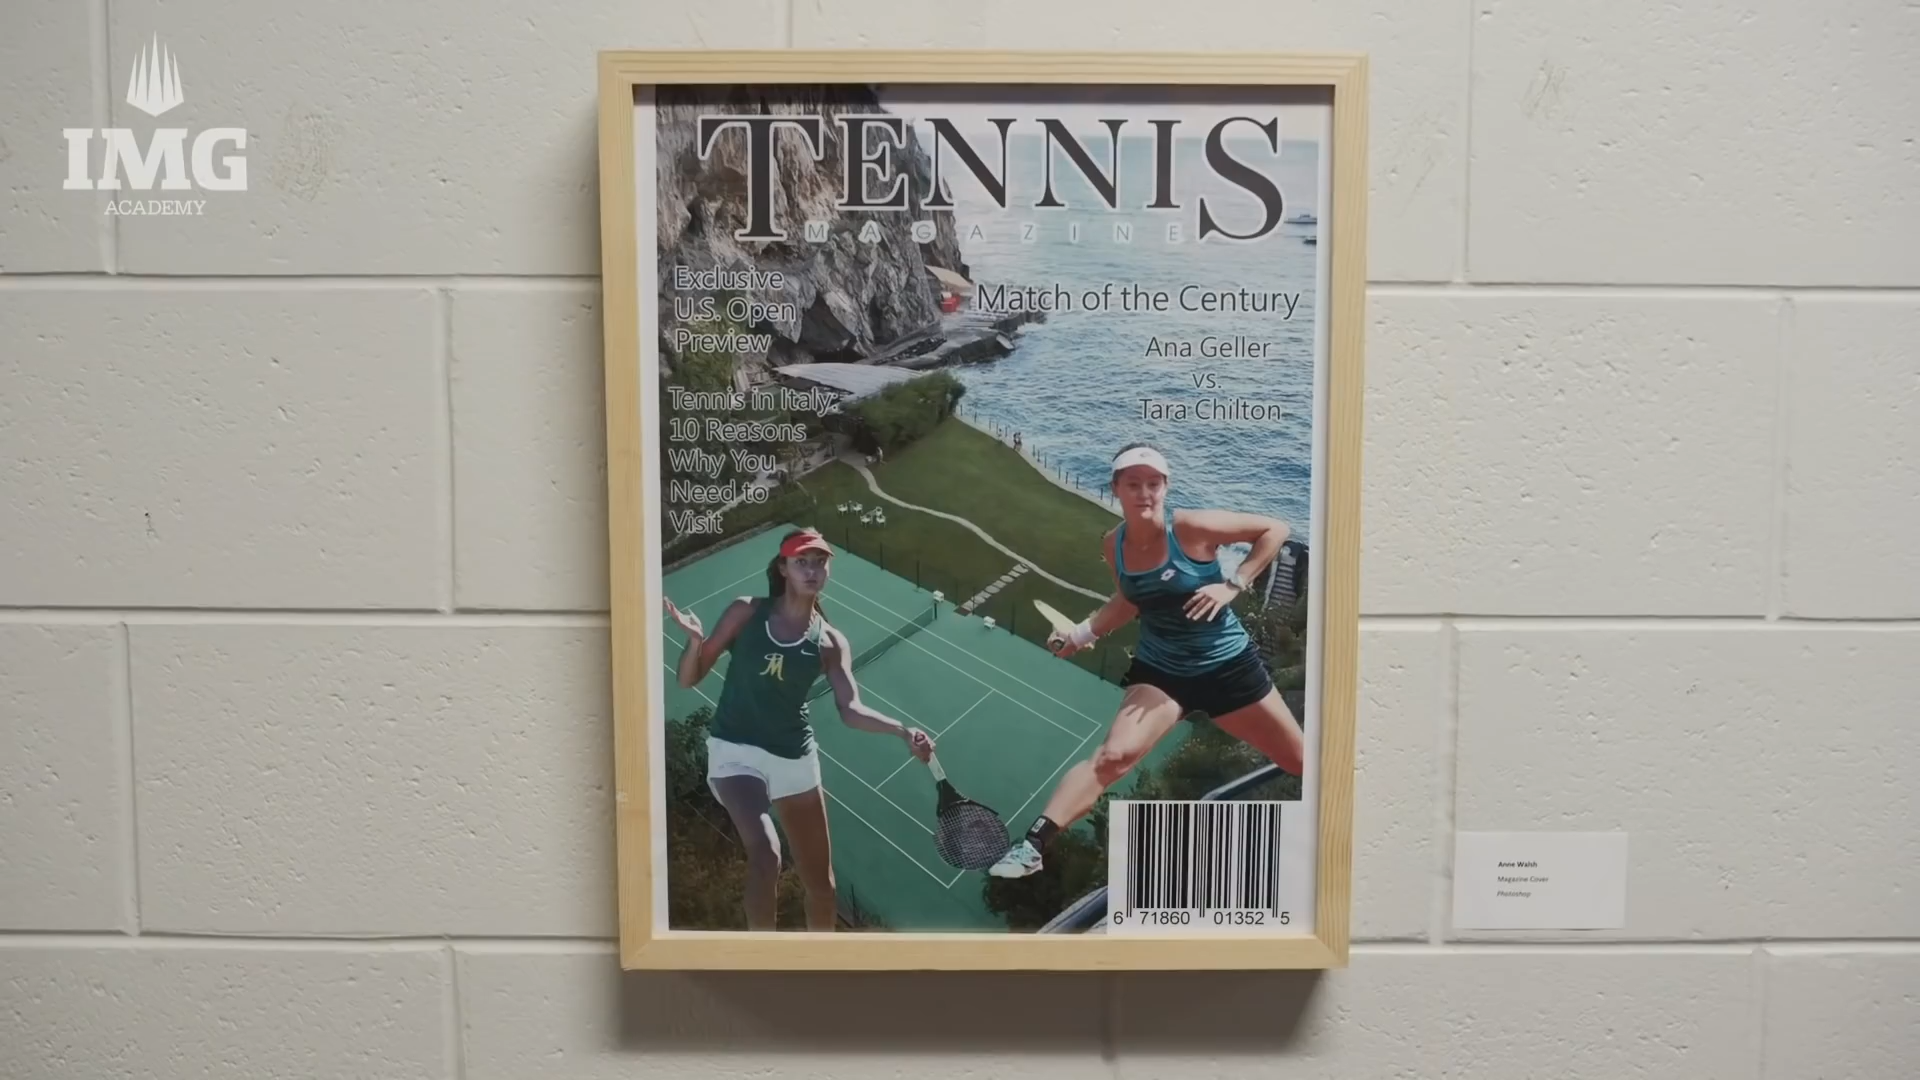 IMG
ACADEMY
TENNIS
MAGAZINE
Exclusive
U.S. Open
Preview
Tennis in Italy:
10 Reasons
Why You
Need to
Visit
Match of the Century
Ana Geller
vs.
Tara Chilton
M
6 71860 01352 5
Anne Walsh
Magazine Cover
Photoshop